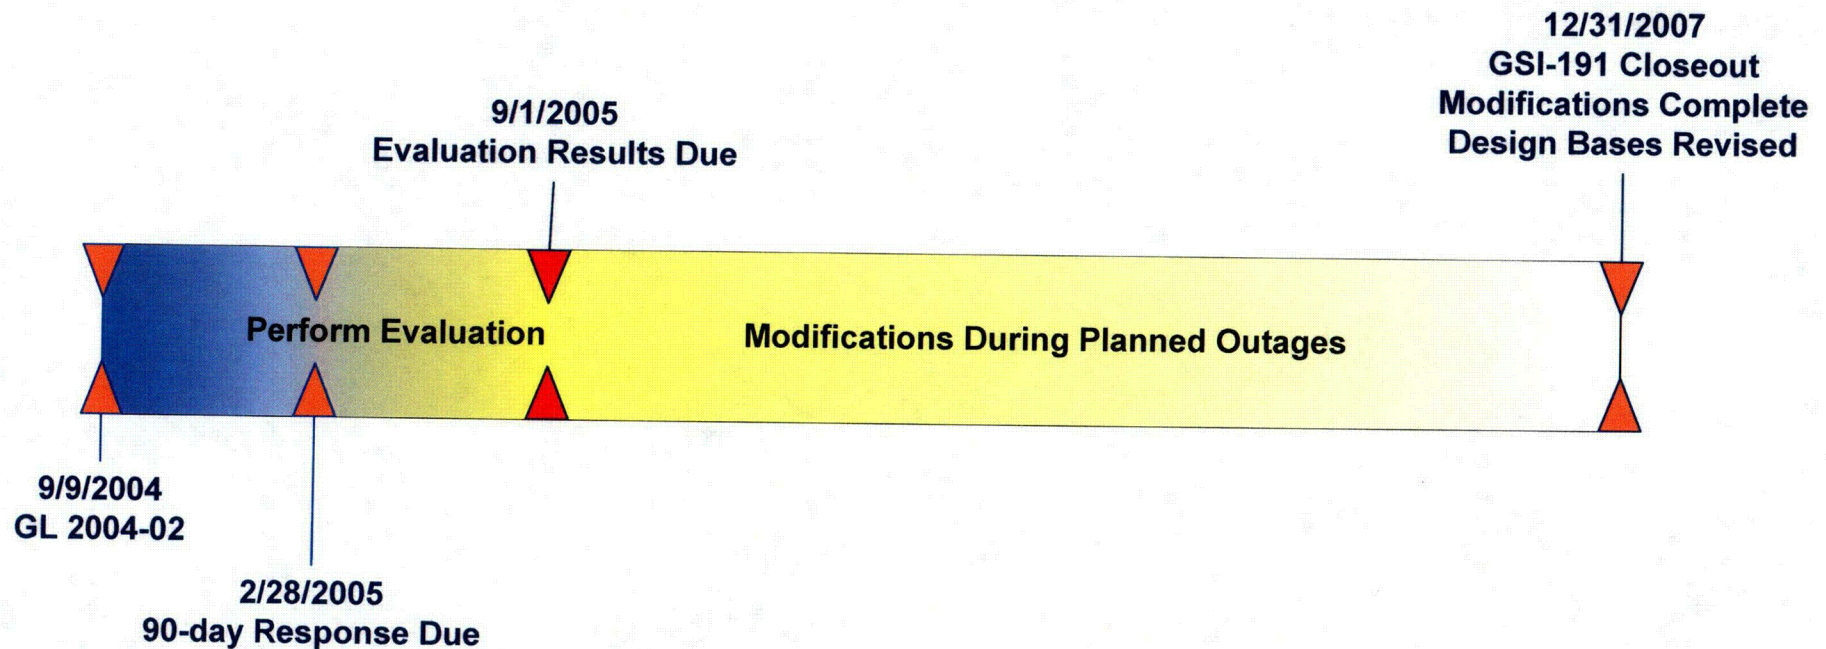 12/31/2007
GSI-191 Closeout
Modifications Complete
Design Bases Revised
9/1/2005
Evaluation Results Due
Perform Evaluation
Modifications During Planned Outages
9/9/2004
GL 2004-02
2/28/2005
90-day Response Due